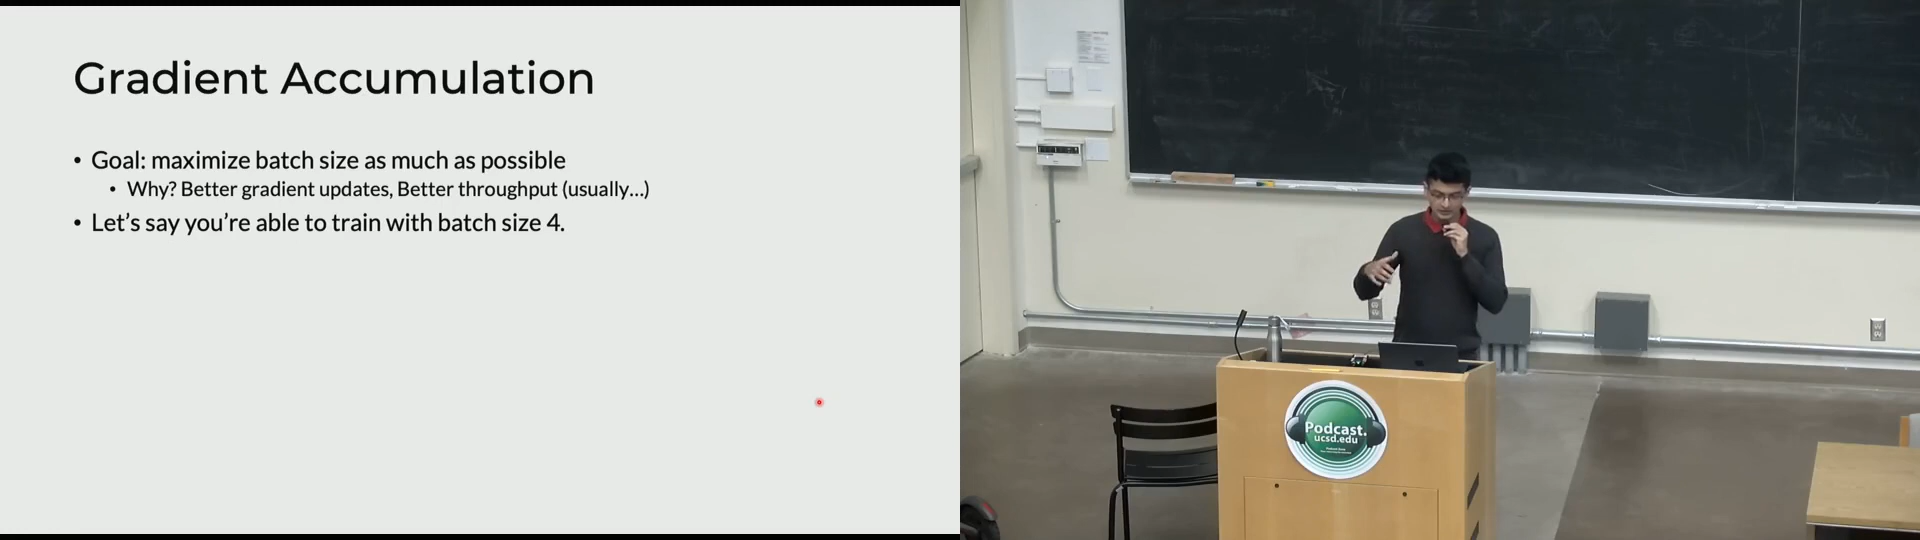 Gradient Accumulation
• Goal: maximize batch size as much as possible
• Why? Better gradient updates, Better throughput (usually...)
• Let's say you're able to train with batch size 4.
Podcast.
ucsd.edu